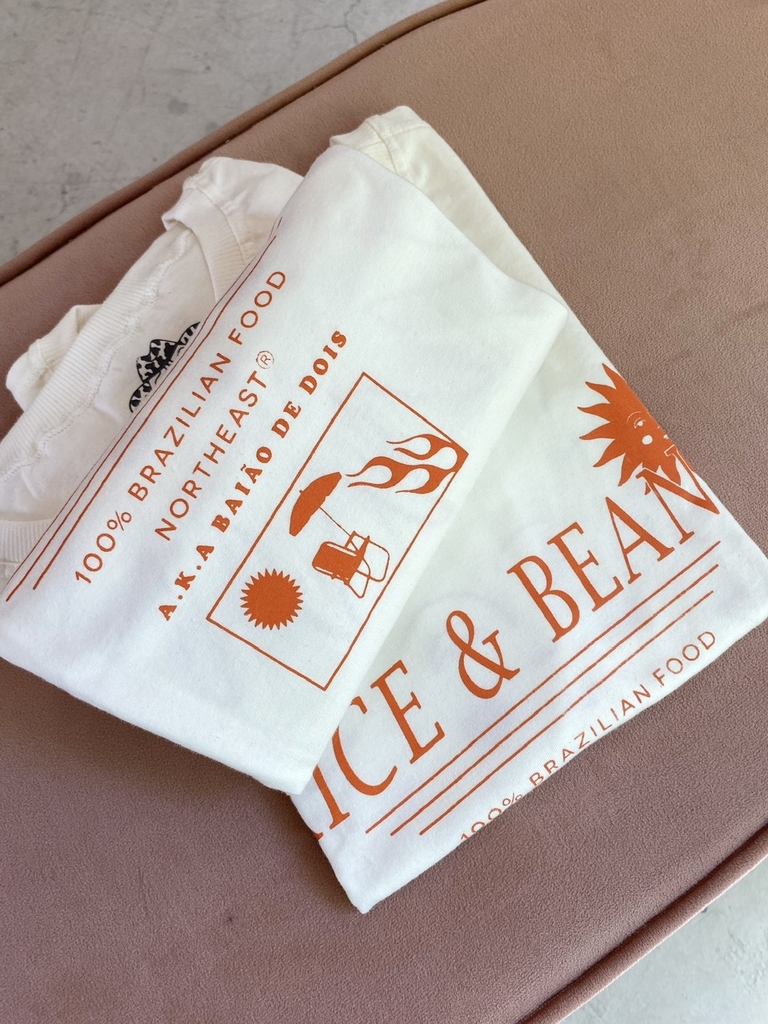 100% BRAZILIAN FOOD
NORTHEAST®
A.K.A BAIÃO DE DOIS
ICE & BEAN
100% BRAZILIAN FOOD